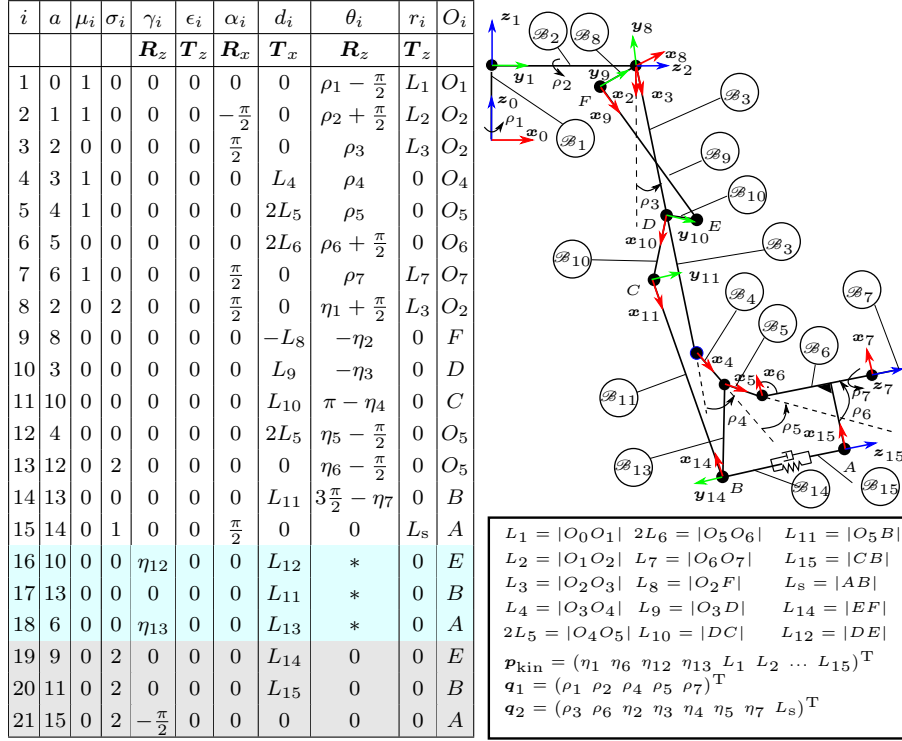 i a μᵢ σᵢ γᵢ ϵᵢ αᵢ dᵢ θᵢ rᵢ Oᵢ
R_z T_z R_x T_x R_z T_z
1 0 1 0 0 0 0 0 ρ₁ − π/2 L₁ O₁
2 1 1 0 0 0 −π/2 0 ρ₂ + π/2 L₂ O₂
3 2 0 0 0 0 π/2 0 ρ₃ L₃ O₂
4 3 1 0 0 0 0 L₄ ρ₄ 0 O₄
5 4 1 0 0 0 0 2L₅ ρ₅ 0 O₅
6 5 0 0 0 0 0 2L₆ ρ₆ + π/2 0 O₆
7 6 1 0 0 0 π/2 0 ρ₇ L₇ O₇
8 2 0 2 0 0 π/2 0 η₁ + π/2 L₃ O₂
9 8 0 0 0 0 0 −L₈ −η₂ 0 F
10 3 0 0 0 0 0 L₉ −η₃ 0 D
11 10 0 0 0 0 0 L₁₀ π − η₄ 0 C
12 4 0 0 0 0 0 2L₅ η₅ − π/2 0 O₅
13 12 0 2 0 0 0 0 η₆ − π/2 0 O₅
14 13 0 0 0 0 0 L₁₁ 3π/2 − η₇ 0 B
15 14 0 1 0 0 π/2 0 0 Lₛ A
16 10 0 0 η₁₂ 0 0 L₁₂ * 0 E
17 13 0 0 0 0 0 L₁₁ * 0 B
18 6 0 0 η₁₃ 0 0 L₁₃ * 0 A
19 9 0 2 0 0 0 L₁₄ 0 0 E
20 11 0 2 0 0 0 L₁₅ 0 0 B
21 15 0 2 −π/2 0 0 0 0 0 A
z₁ ℬ₂ ℬ₈ y₈ x₈
y₁ ρ₂ y₉ z₂
F x₂ x₃ ℬ₃
z₀ x₉
ρ₁ x₀ ℬ₁
ℬ₉
ρ₃ ℬ₁₀
D E
x₁₀ y₁₀
ℬ₁₀ ℬ₃
C y₁₁
x₁₁ ℬ₄ ℬ₇
ℬ₅ x₇
x₄ x₅ x₆ ℬ₆ z₇
ℬ₁₁ ρ₄ ρ₇
ρ₅ ρ₆
x₁₅
ℬ₁₃ x₁₄ z₁₅
A
y₁₄ B ℬ₁₄ ℬ₁₅
L₁ = |O₀O₁| 2L₆ = |O₅O₆| L₁₁ = |O₅B|
L₂ = |O₁O₂| L₇ = |O₆O₇| L₁₅ = |CB|
L₃ = |O₂O₃| L₈ = |O₂F| Lₛ = |AB|
L₄ = |O₃O₄| L₉ = |O₃D| L₁₄ = |EF|
2L₅ = |O₄O₅| L₁₀ = |DC| L₁₂ = |DE|
p_kin = (η₁ η₆ η₁₂ η₁₃ L₁ L₂ ... L₁₅)ᵀ
q₁ = (ρ₁ ρ₂ ρ₄ ρ₅ ρ₇)ᵀ
q₂ = (ρ₃ ρ₆ η₂ η₃ η₄ η₅ η₇ Lₛ)ᵀ